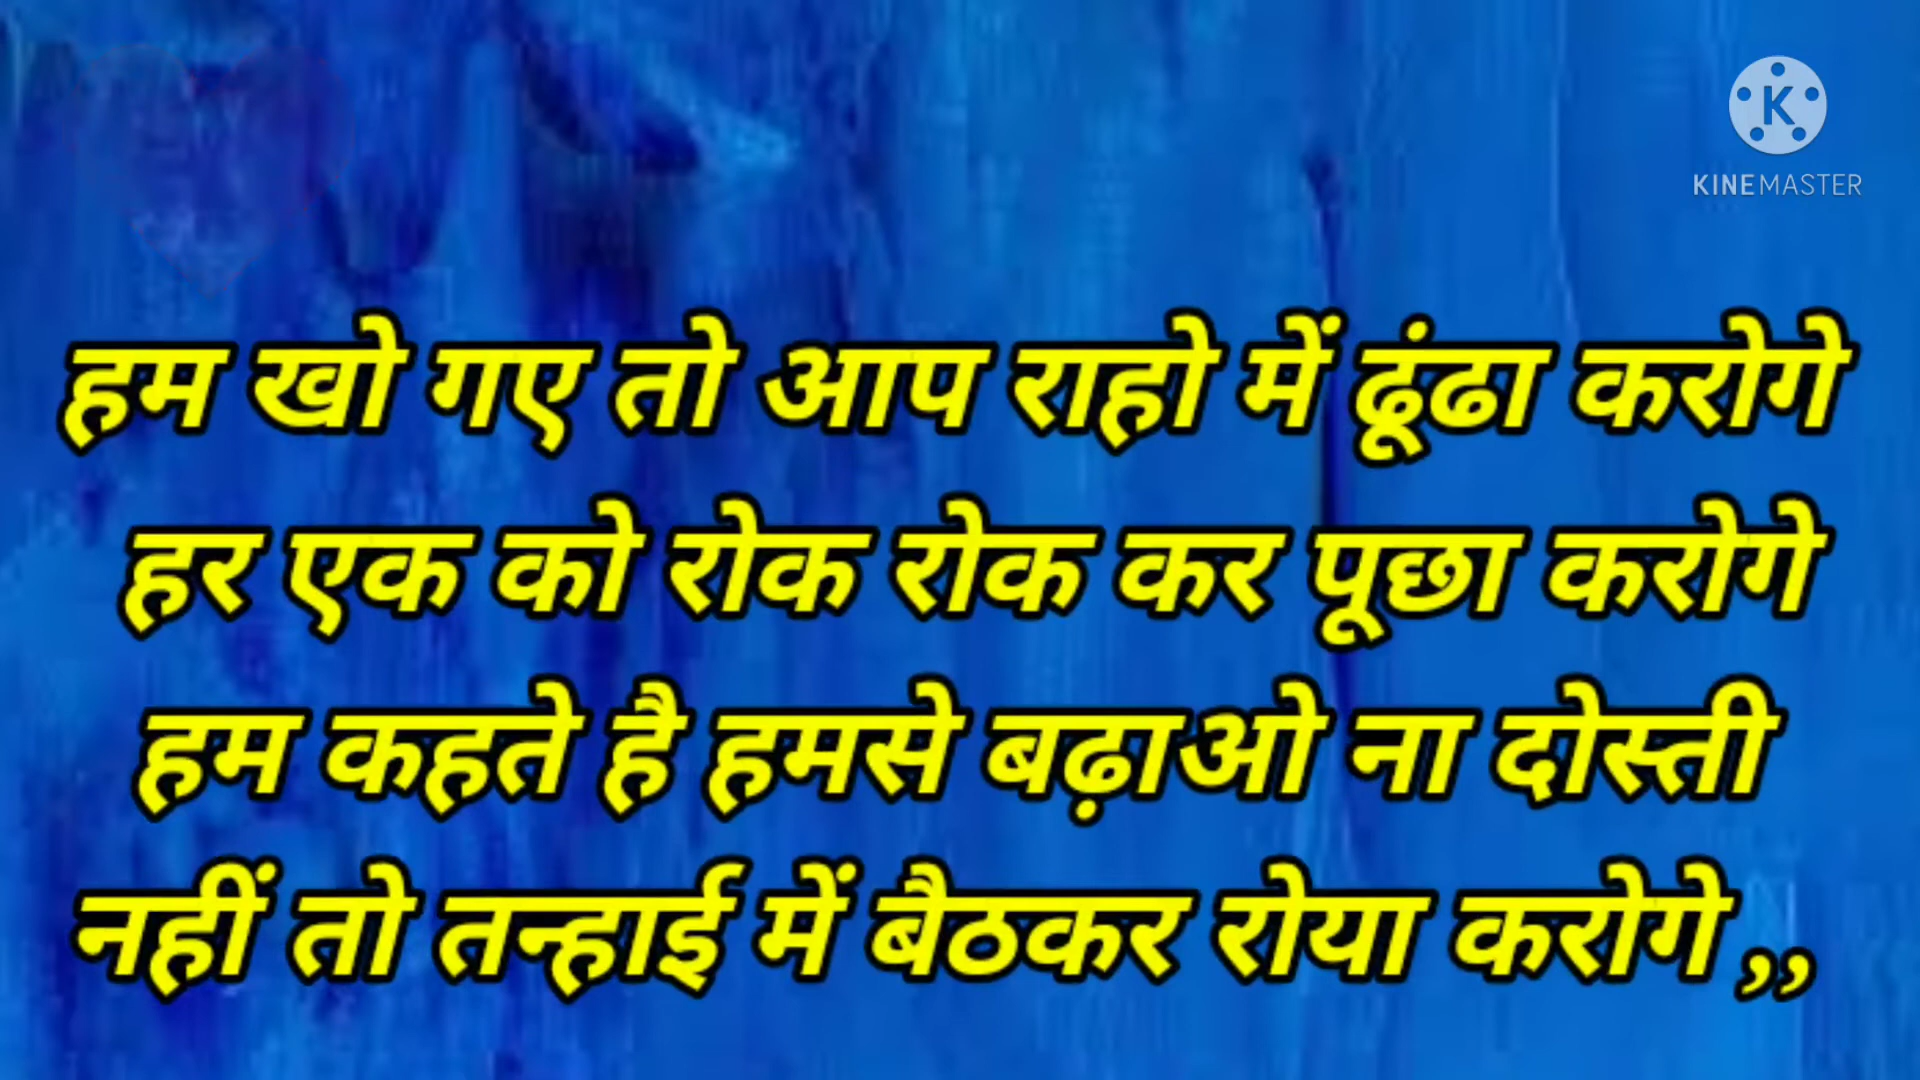 KINEMASTER
हम खो गए तो आप राहो में ढूंढा करोगे
हर एक को रोक रोक कर पूछा करोगे
हम कहते है हमसे बढ़ाओ ना दोस्ती
नहीं तो तन्हाई में बैठकर रोया करोगे ,,